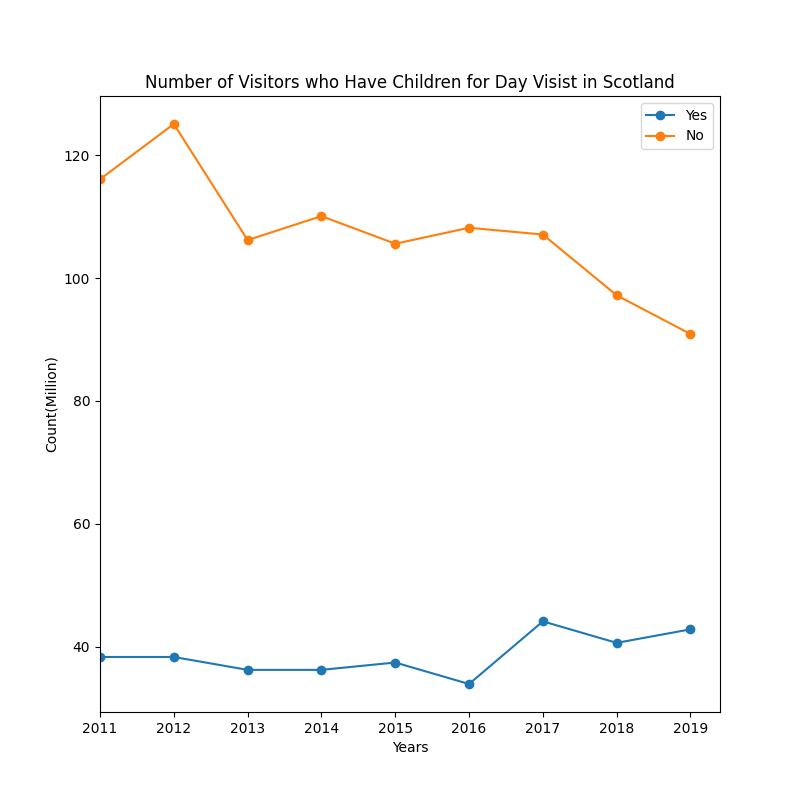 Number of Visitors who Have Children for Day Visist in Scotland
Yes
No
120
100
80
60
40
Count(Million)
2011 2012 2013 2014 2015 2016 2017 2018 2019
Years